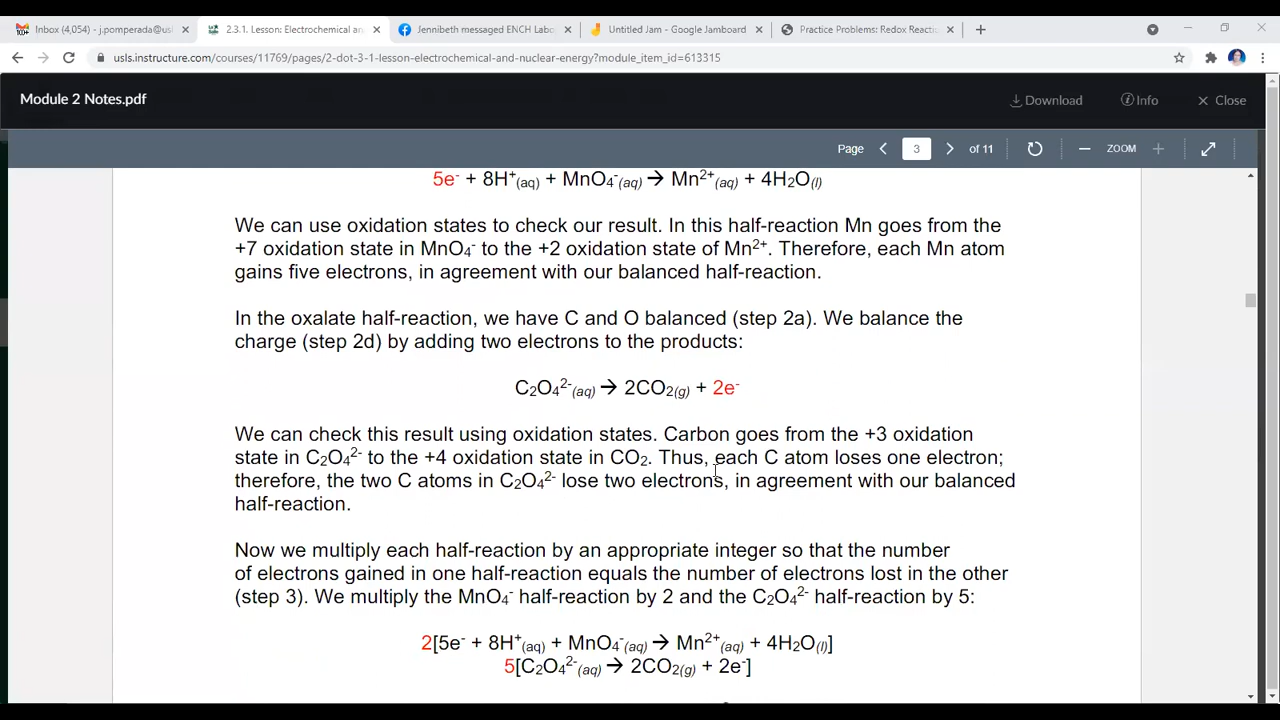 Inbox (4,054) - j.pomperada@us
2.3.1. Lesson: Electrochemical an
Jennibeth messaged ENCH Labo
Untitled Jam - Google Jamboard
Practice Problems: Redox Reacti
usls.instructure.com/courses/11769/pages/2-dot-3-1-lesson-electrochemical-and-nuclear-energy?module_item_id=613315
Module 2 Notes.pdf
Download
Info
Close
Page 3 of 11
ZOOM
5e⁻ + 8H⁺(aq) + MnO₄⁻(aq) → Mn²⁺(aq) + 4H₂O(l)
We can use oxidation states to check our result. In this half-reaction Mn goes from the
+7 oxidation state in MnO₄⁻ to the +2 oxidation state of Mn²⁺. Therefore, each Mn atom
gains five electrons, in agreement with our balanced half-reaction.
In the oxalate half-reaction, we have C and O balanced (step 2a). We balance the
charge (step 2d) by adding two electrons to the products:
C₂O₄²⁻(aq) → 2CO₂(g) + 2e⁻
We can check this result using oxidation states. Carbon goes from the +3 oxidation
state in C₂O₄²⁻ to the +4 oxidation state in CO₂. Thus, each C atom loses one electron;
therefore, the two C atoms in C₂O₄²⁻ lose two electrons, in agreement with our balanced
half-reaction.
Now we multiply each half-reaction by an appropriate integer so that the number
of electrons gained in one half-reaction equals the number of electrons lost in the other
(step 3). We multiply the MnO₄⁻ half-reaction by 2 and the C₂O₄²⁻ half-reaction by 5:
2[5e⁻ + 8H⁺(aq) + MnO₄⁻(aq) → Mn²⁺(aq) + 4H₂O(l)]
5[C₂O₄²⁻(aq) → 2CO₂(g) + 2e⁻]